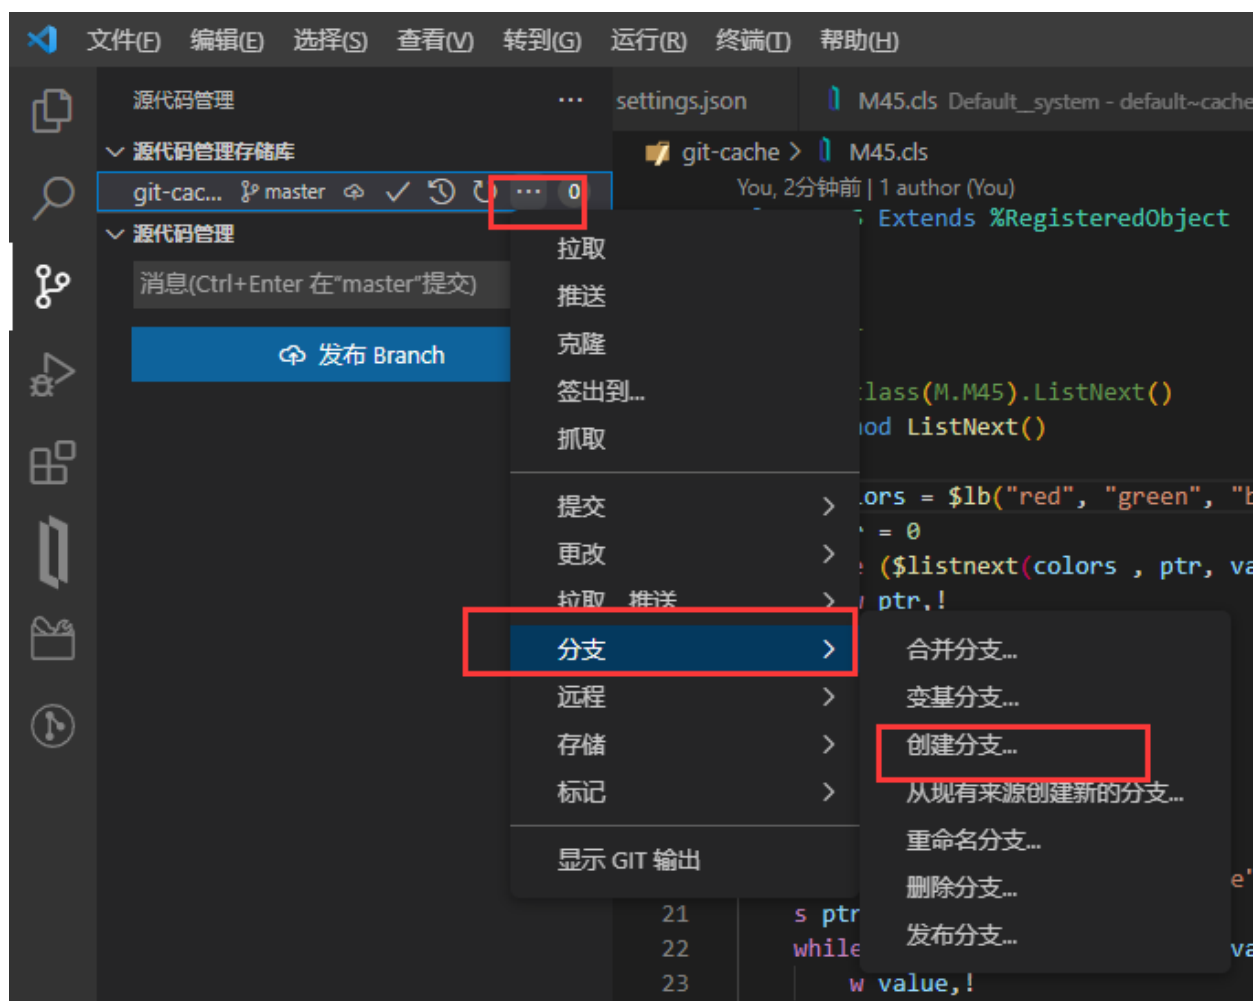 文件(F) 编辑(E) 选择(S) 查看(V) 转到(G) 运行(R) 终端(T) 帮助(H)
源代码管理 ···
settings.json M45.cls Default__system - default~cache
源代码管理存储库
git-cache > M45.cls
git-cac... master ··· 0
You, 2分钟前 | 1 author (You)
源代码管理
Extends %RegisteredObject
消息(Ctrl+Enter 在"master"提交)
发布 Branch
拉取
推送
克隆
签出到...
抓取
提交
更改
拉取
推送
分支
远程
存储
标记
显示 GIT 输出
lass(M.M45).ListNext()
od ListNext()
ors = $lb("red", "green", "b
= 0
($listnext(colors , ptr, va
ptr,!
合并分支...
变基分支...
创建分支...
从现有来源创建新的分支...
重命名分支...
删除分支...
发布分支...
e"
21 s ptr
22 while va
23 w value,!